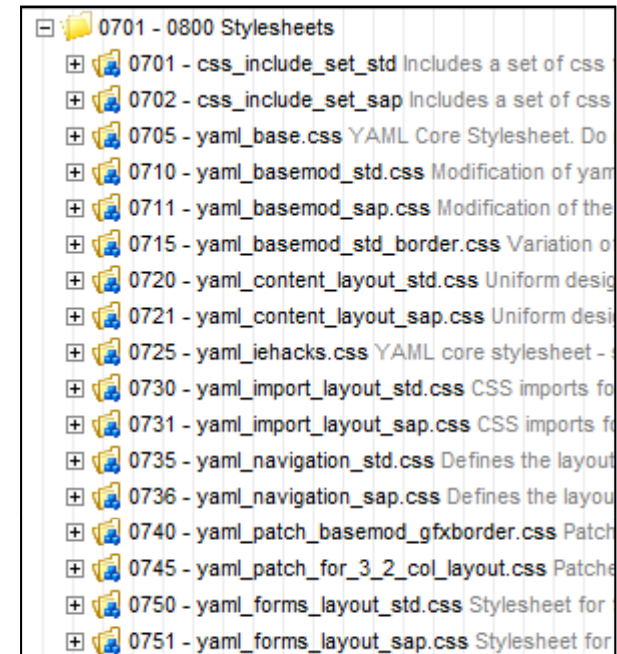 0701 - 0800 Stylesheets
0701 - css_include_set_std Includes a set of css
0702 - css_include_set_sap Includes a set of css
0705 - yaml_base.css YAML Core Stylesheet. Do
0710 - yaml_basemod_std.css Modification of yam
0711 - yaml_basemod_sap.css Modification of the
0715 - yaml_basemod_std_border.css Variation o
0720 - yaml_content_layout_std.css Uniform desig
0721 - yaml_content_layout_sap.css Uniform desi
0725 - yaml_iehacks.css YAML core stylesheet -
0730 - yaml_import_layout_std.css CSS imports fo
0731 - yaml_import_layout_sap.css CSS imports fo
0735 - yaml_navigation_std.css Defines the layout
0736 - yaml_navigation_sap.css Defines the layou
0740 - yaml_patch_basemod_gfxborder.css Patch
0745 - yaml_patch_for_3_2_col_layout.css Patche
0750 - yaml_forms_layout_std.css Stylesheet for
0751 - yaml_forms_layout_sap.css Stylesheet for